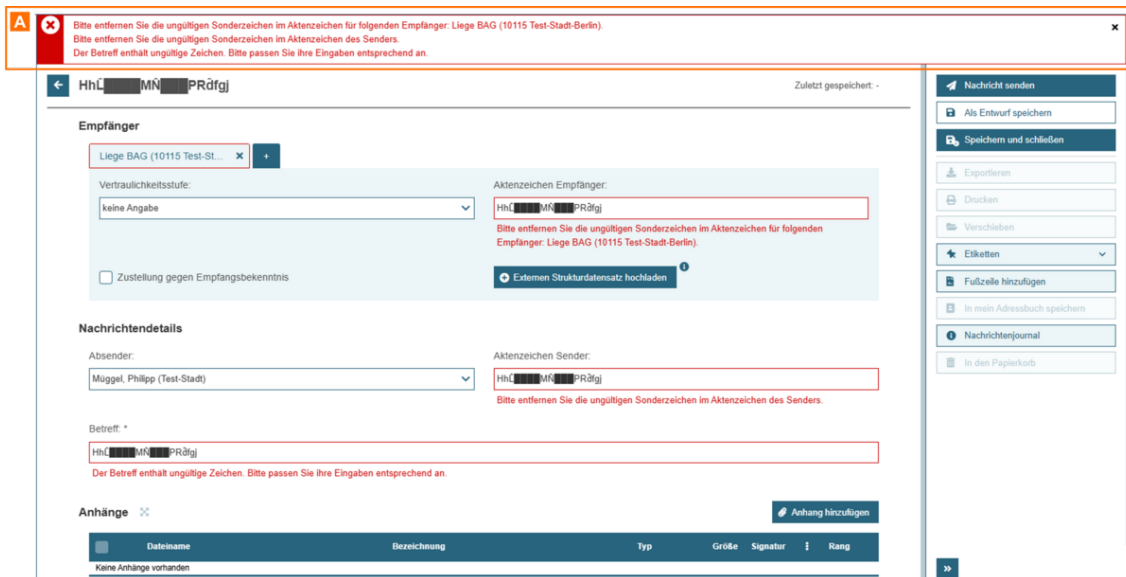 A
Bitte entfernen Sie die ungültigen Sonderzeichen im Aktenzeichen für folgenden Empfänger: Liege BAG (10115 Test-Stadt-Berlin).
Bitte entfernen Sie die ungültigen Sonderzeichen im Aktenzeichen des Senders.
Der Betreff enthält ungültige Zeichen. Bitte passen Sie ihre Eingaben entsprechend an.
Zuletzt gespeichert: -
Nachricht senden
Als Entwurf speichern
Speichern und schließen
Exportieren
Drucken
Verschieben
Etiketten
Fußzeile hinzufügen
In mein Adressbuch speichern
Nachrichtenjournal
In den Papierkorb
Empfänger
Liege BAG (10115 Test-St...
+
Vertraulichkeitsstufe:
keine Angabe
Aktenzeichen Empfänger:
Bitte entfernen Sie die ungültigen Sonderzeichen im Aktenzeichen für folgenden
Empfänger: Liege BAG (10115 Test-Stadt-Berlin).
Zustellung gegen Empfangsbekenntnis
Externen Strukturdatensatz hochladen
Nachrichtendetails
Absender:
Müggel, Philipp (Test-Stadt)
Aktenzeichen Sender:
Bitte entfernen Sie die ungültigen Sonderzeichen im Aktenzeichen des Senders.
Betreff: *
Der Betreff enthält ungültige Zeichen. Bitte passen Sie ihre Eingaben entsprechend an.
Anhänge
Anhang hinzufügen
Dateiname Bezeichnung Typ Größe Signatur Rang
Keine Anhänge vorhanden